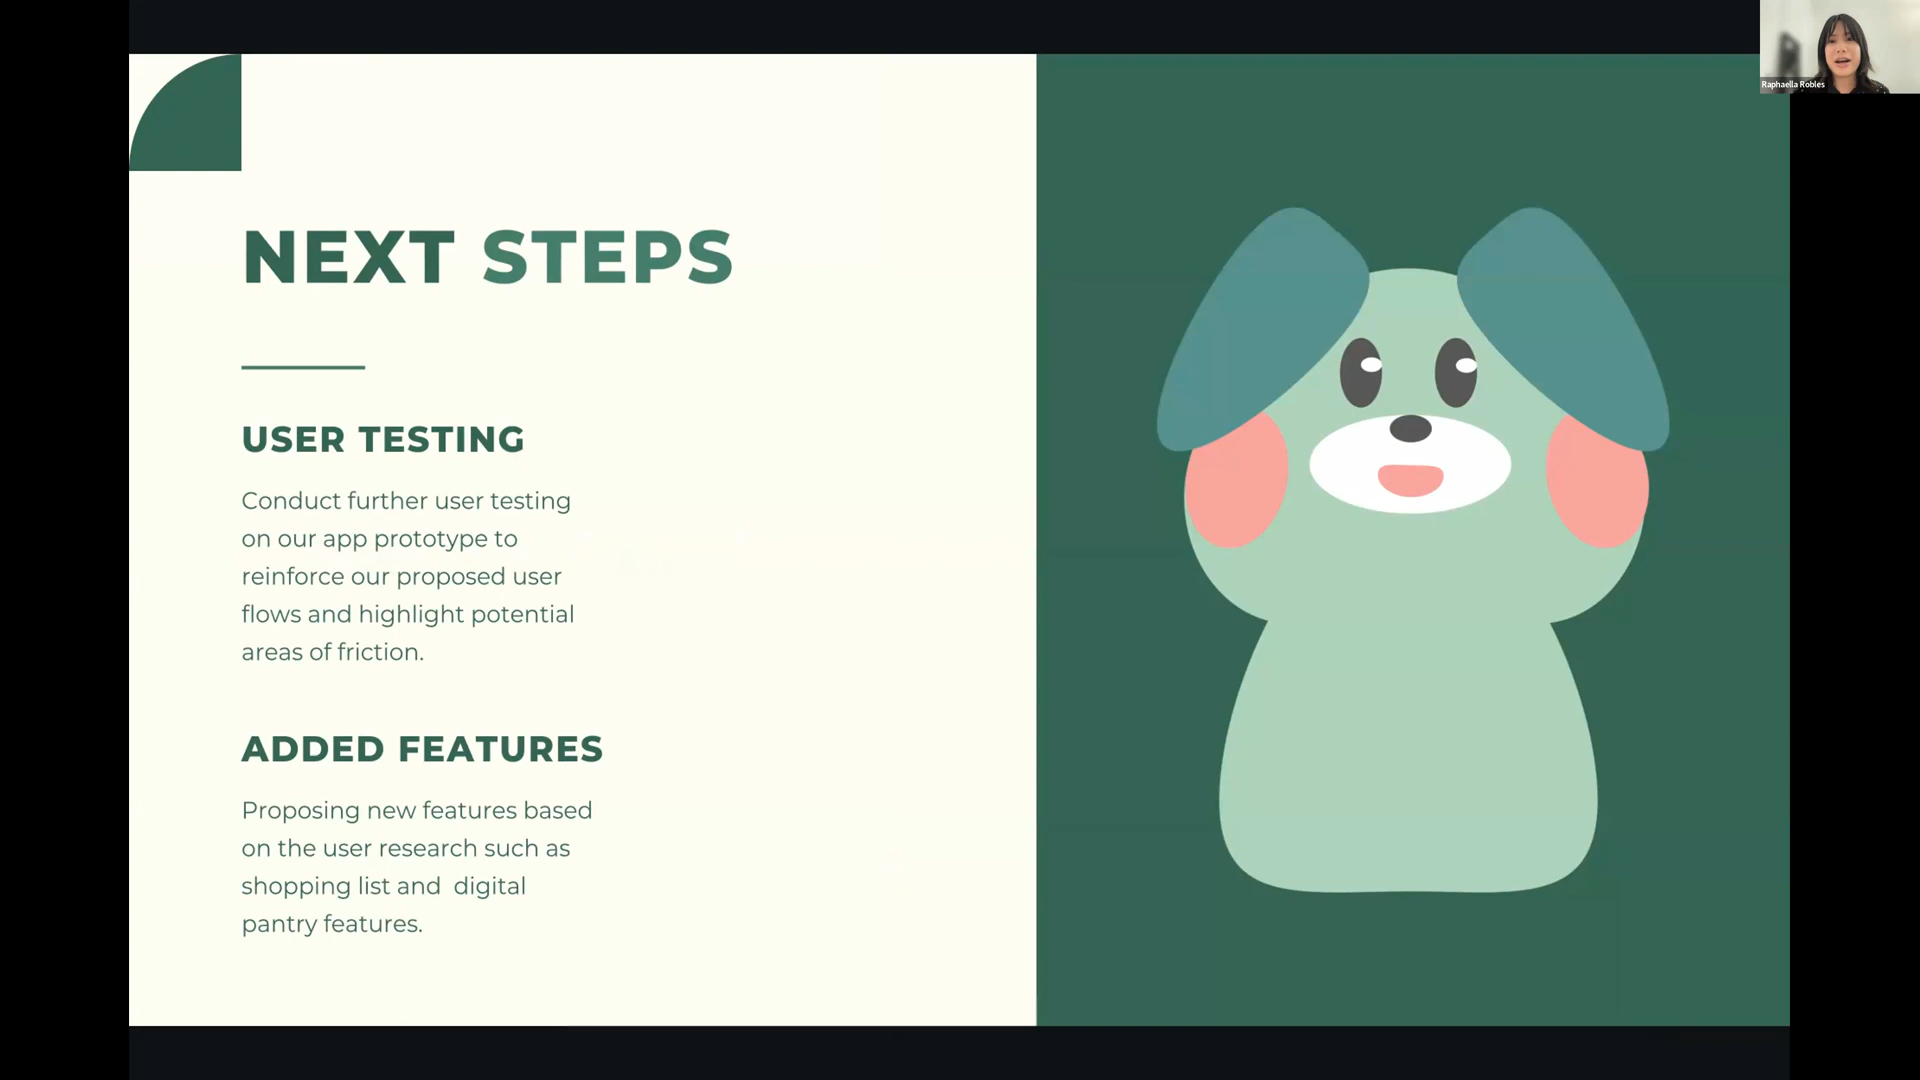 Raphaella Robles
NEXT STEPS
USER TESTING
Conduct further user testing
on our app prototype to
reinforce our proposed user
flows and highlight potential
areas of friction.
ADDED FEATURES
Proposing new features based
on the user research such as
shopping list and  digital
pantry features.